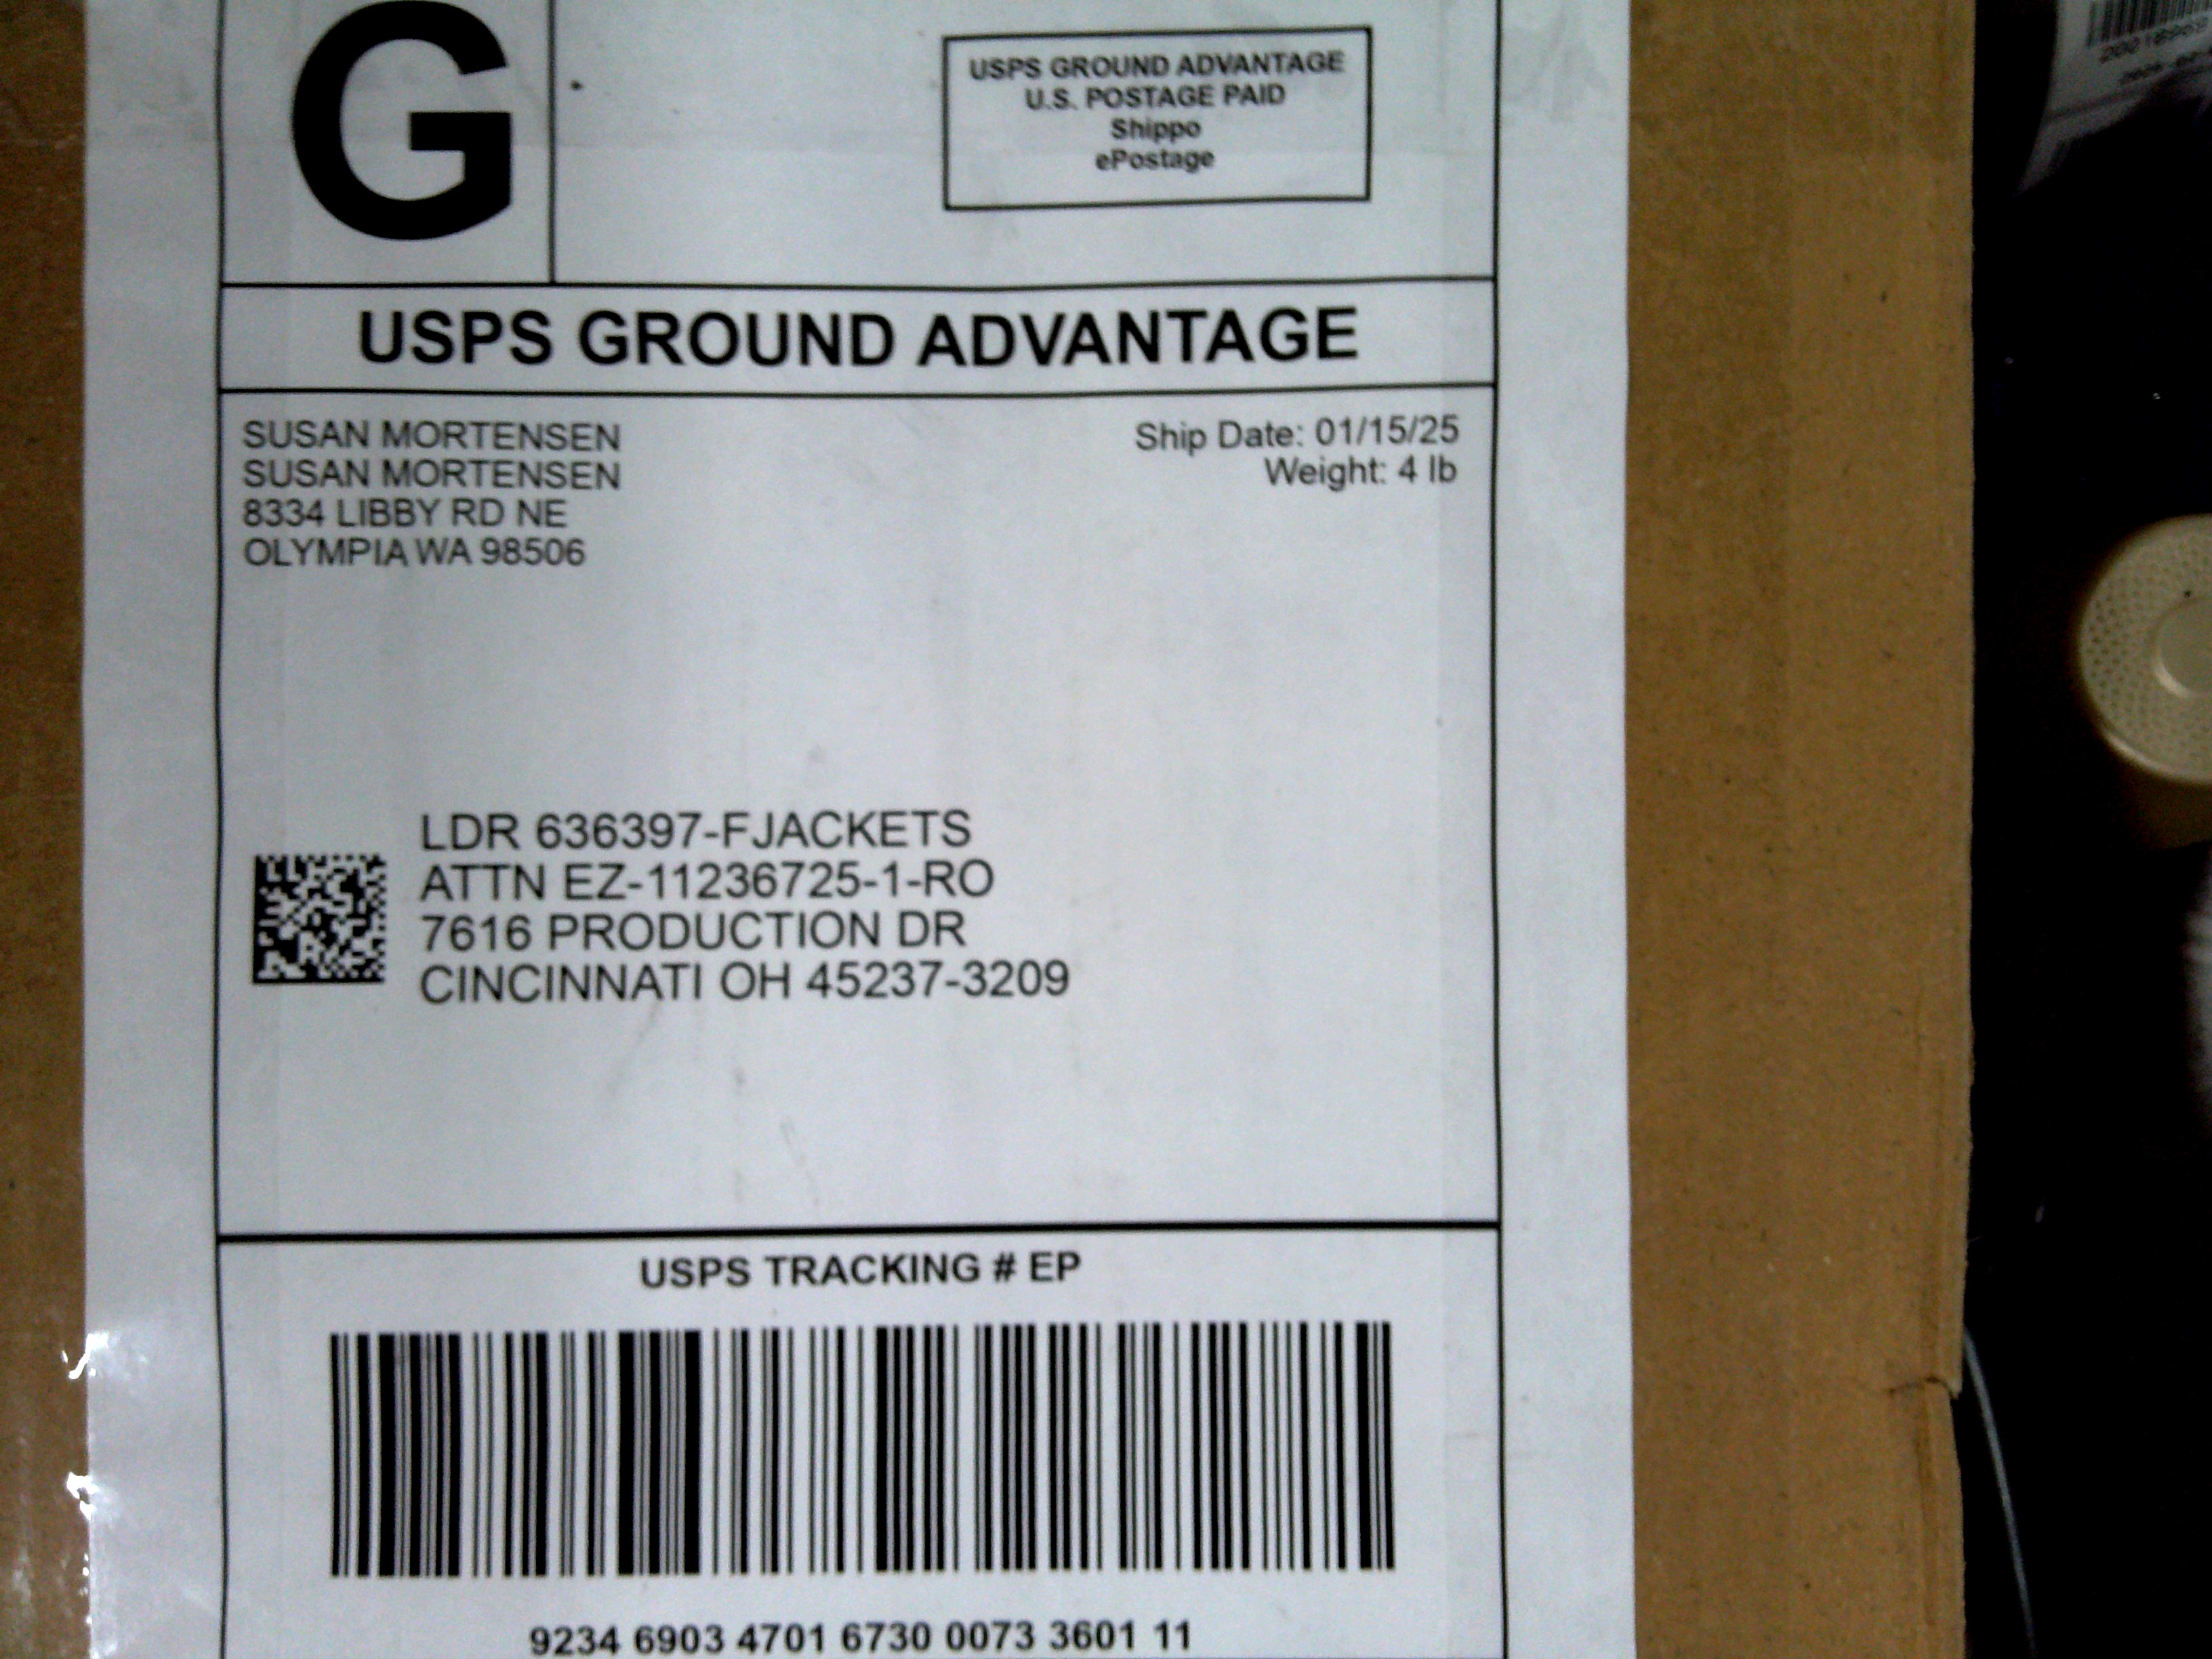 G
USPS GROUND ADVANTAGE
U.S. POSTAGE PAID
Shippo
ePostage
USPS GROUND ADVANTAGE
SUSAN MORTENSEN
SUSAN MORTENSEN
8334 LIBBY RD NE
OLYMPIA WA 98506
Ship Date: 01/15/25
Weight: 4 lb
LDR 636397-FJACKETS
ATTN EZ-11236725-1-RO
7616 PRODUCTION DR
CINCINNATI OH 45237-3209
USPS TRACKING # EP
9234 6903 4701 6730 0073 3601 11